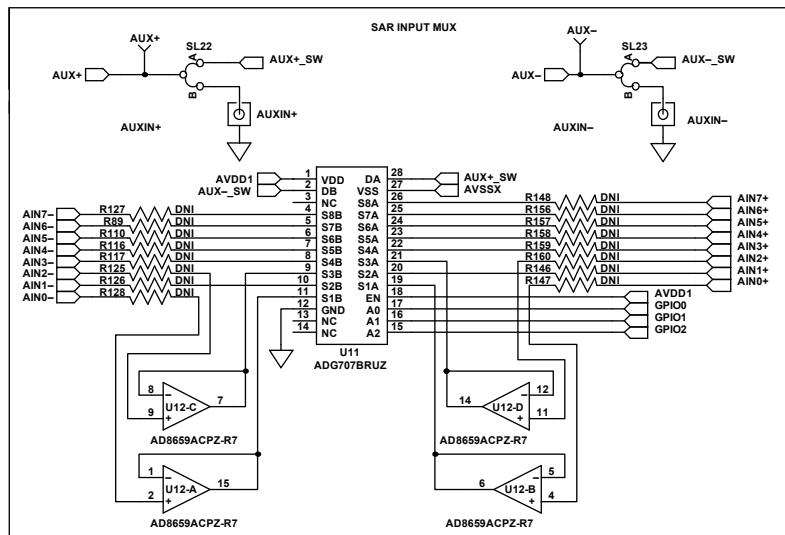 SAR INPUT MUX
AUX+
SL22
A
AUX+
AUX+_SW
B
AUXIN+
AUXIN+
AUX–
SL23
A
AUX–
AUX–_SW
B
AUXIN–
AUXIN–
AVDD1
AUX–_SW
1 VDD DA 28
2 DB VSS 27
3 NC S8A 26
4 S8B S7A 25
5 S7B S6A 24
6 S6B S5A 23
7 S5B S4A 22
8 S4B S3A 21
9 S3B S2A 20
10 S2B S1A 19
11 S1B EN 18
12 GND A0 17
13 NC A1 16
14 NC A2 15
U11
ADG707BRUZ
AUX+_SW
AVSSX
AIN7– R127 DNI
AIN6– R89 DNI
AIN5– R110 DNI
AIN4– R116 DNI
AIN3– R117 DNI
AIN2– R125 DNI
AIN1– R126 DNI
AIN0– R128 DNI
R148 DNI AIN7+
R156 DNI AIN6+
R157 DNI AIN5+
R158 DNI AIN4+
R159 DNI AIN3+
R160 DNI AIN2+
R146 DNI AIN1+
R147 DNI AIN0+
AVDD1
GPIO0
GPIO1
GPIO2
8 –
U12-C 7
9 +
AD8659ACPZ-R7
– 12
14 U12-D
+ 11
AD8659ACPZ-R7
1 –
U12-A 15
2 +
AD8659ACPZ-R7
– 5
6 U12-B
+ 4
AD8659ACPZ-R7